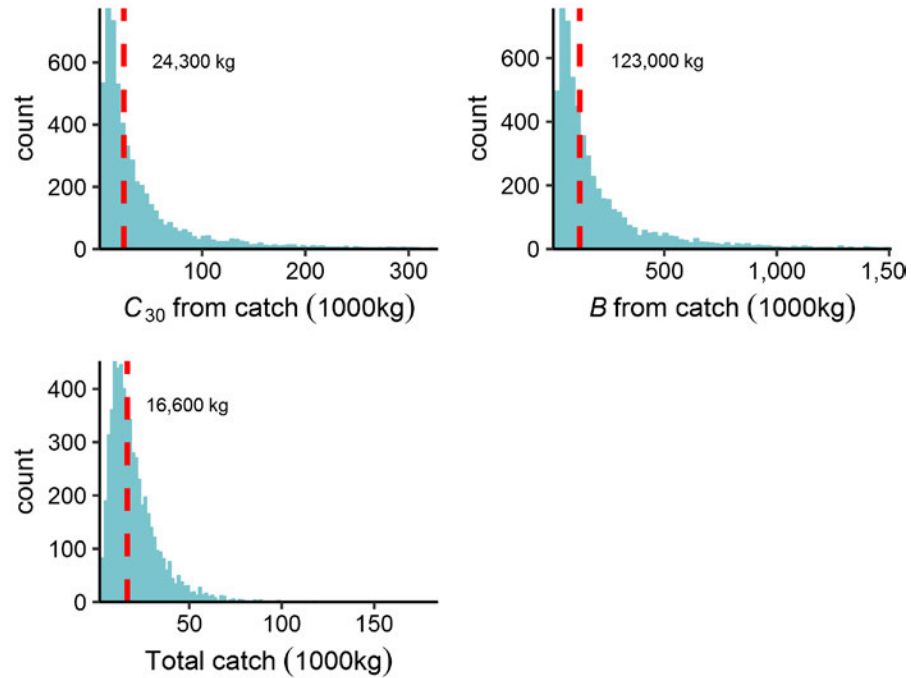 600
400
200
0
count
24,300 kg
100
200
300
C₃₀ from catch (1000kg)
600
400
200
0
count
123,000 kg
500
1,000
1,50
B from catch (1000kg)
400
300
200
100
0
count
16,600 kg
50
100
150
Total catch (1000kg)